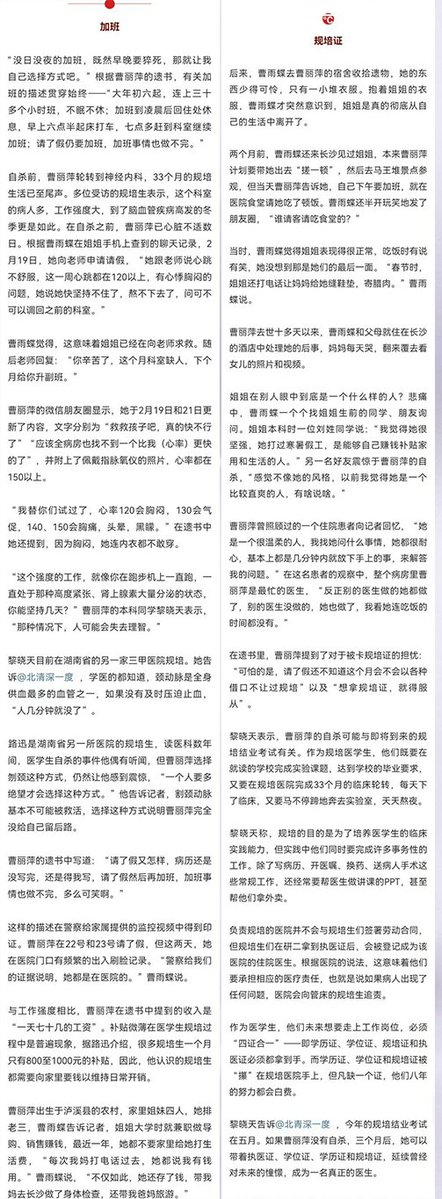 加班
“没日没夜的加班，既然早晚要猝死，那就让我
自己选择方式吧。”根据曹丽萍的遗书，有关加
班的描述贯穿始终——“大年初六起，连上三十
多个小时班，不眠不休；加班到凌晨回住处休
息，早上六点半起床打车，七点多赶到科室继续
加班；请了假仍要加班，加班事情也做不完。”
自杀前，曹丽萍轮转到神经内科，33个月的规培
生活已至尾声。多位受访的规培生表示，这个科室
的病人多，工作强度大，到了脑血管疾病高发的冬
季更是如此。在自杀之前，曹丽萍已心脏不适数
日。根据曹雨蝶在姐姐手机上查到的聊天记录，2
月19日，她向老师申请请假，“她跟老师说心跳
不舒服，这一周心跳都在120以上，有心悸胸闷的
问题，她说她快坚持不住了，熬不下去了，问可不
可以调回之前的科室。”
曹雨蝶觉得，这意味着姐姐已经在向老师求救。随
后老师回复：“你辛苦了，这个月科室缺人，下个
月给你升副班。”
曹丽萍的微信朋友圈显示，她于2月19日和21日更
新了内容，文字分别为“救救孩子吧，真的快不行
了”“应该全病房也找不到一个比我（心率）更快
的了”，并附上了佩戴指脉氧仪的照片，心率都在
150以上。
“我替你们试过了，心率120会胸闷，130会气
促，140、150会胸痛，头晕，黑曚。”在遗书中
她还提到，因为胸闷，她连内衣都不敢穿。
“这个强度的工作，就像你在跑步机上一直跑，一
直处于那种高度紧张、肾上腺素大量分泌的状态，
你能坚持几天？”曹丽萍的本科同学黎晓天表示，
“那种情况下，人可能会失去理智。”
黎晓天目前在湖南省的另一家三甲医院规培。她告
诉@北青深一度 ，学医的都知道，颈动脉是全身
供血最多的血管之一，如果没有及时压迫止血，
“人几分钟就没了”。
路迅是湖南省另一所医院的规培生，读医科数年
间，医学生自杀的事件他偶有听闻，但曹丽萍选择
刎颈这种方式，仍然让他感到震惊，“一个人要多
绝望才会选择这种方式。”他告诉记者，割颈动脉
基本不可能被救活，选择这种方式说明曹丽萍完全
没给自己留后路。
曹丽萍的遗书中写道：“请了假又怎样，病历还是
没写完，还是得我写，请了假然后再加班，加班事
情也做不完，多么可笑啊。”
这样的描述在警察给家属提供的监控视频中得到印
证。曹丽萍在22号和23号请了假，但这两天，她
在医院门口有频繁的出入刷脸记录。“警察给我们
的证据说明，她都是在医院的。”曹雨蝶说。
与工作强度相比，曹丽萍在遗书中提到的收入是
“一天七十几的工资”。补贴微薄在医学生规培过
程中是普遍现象，据路迅介绍，很多规培生一个月
只有800至1000元的补贴，因此，他认识的规培生
都需要向家里要钱以维持日常开销。
曹丽萍出生于泸溪县的农村，家里姐妹四人，她排
老三，曹雨蝶告诉记者，姐姐大学时就兼职做导
购、销售赚钱，最近一年，她都不要家里给她打生
活费，“每次我妈打电话过去，她都说我有钱
用。”曹雨蝶说，“不仅如此，她还存了钱，带我
妈去长沙做了身体检查，还带我爸妈旅游。”
规培证
后来，曹雨蝶去曹丽萍的宿舍收拾遗物，她的东
西少得可怜，只有一小堆衣服。抱着姐姐的衣
服，曹雨蝶才突然意识到，姐姐是真的彻底从自
己的生活中离开了。
两个月前，曹雨蝶还来长沙见过姐姐，本来曹丽萍
计划要带她出去“搓一顿”，然后去马王堆景点参
观，但当天曹丽萍告诉她，自己下午要加班，就在
医院食堂请她吃了顿饭。曹雨蝶还半开玩笑地发了
朋友圈，“谁请客请吃食堂的？”
当时，曹雨蝶觉得姐姐表现得很正常，吃饭时有说
有笑，她没想到那是她们的最后一面。“春节时，
姐姐还打电话让妈妈给她缝鞋垫，寄腊肉。”曹雨
蝶说。
曹丽萍去世十多天以来，曹雨蝶和父母就住在长沙
的酒店中处理她的后事，妈妈每天哭，翻来覆去看
女儿的照片和视频。
姐姐在别人眼中到底是一个什么样的人？悲痛
中，曹雨蝶一个个找姐姐生前的同学、朋友询
问。姐姐本科时一位刘姓同学说：“我觉得她很
坚强，她打过寒暑假工，是能够自己赚钱补贴家
用和生活的人。”另一名好友震惊于曹丽萍的自
杀，“感觉不像她的风格，以前我觉得她是一个
比较直爽的人，有啥说啥。”
曹丽萍曾照顾过的一个住院患者向记者回忆，“她
是一个很温柔的人，我找她问什么事情，她都很耐
心，基本上都是几分钟内就放下手上的事，来解答
我的问题。”在这名患者的观察中，整个病房里曹
丽萍是最忙的医生，“反正别的医生做的她都做
了，别的医生没做的，她也做了，我看她连吃饭的
时间都没有。”
在遗书里，曹丽萍提到了对于被卡规培证的担忧：
“可怕的是，请了假还不知道这个月会不会以各种
借口不让过规培”以及“想拿规培证，就得服
从”。
黎晓天表示，曹丽萍的自杀可能与即将到来的规
培结业考试有关。作为规培医学生，他们既要在
就读的学校完成实验课题，达到学校的毕业要求，
又要在规培医院完成33个月的临床轮转，每天下
了临床，又要马不停蹄地奔去实验室，天天熬夜。
黎晓天称，规培的目的是为了培养医学生的临床
实践能力，但实践中他们同时要完成许多事务性的
工作。除了写病历、开医嘱、换药、送病人手术这
些常规工作，还经常要帮医生做讲课的PPT，甚至
帮他们拿外卖。
负责规培的医院并不会与规培生们签署劳动合同，
但规培生们在研二拿到执医证后，会被登记成为该
医院的住院医生。根据医院的执医法，这意味着他们
要承担相应的医疗责任，也就是说如果病人出现了
任何问题，医院会向管床的规培生追责。
作为医学生，他们未来想要走上工作岗位，必须
“四证合一”——即学历证、学位证、规培证和执
医证必须都拿到手。而学历证、学位证和规培证被
“攥”在规培医院手上，但凡缺一个证，他们八年
的努力都会白费。
黎晓天告诉@北青深一度 ，今年的规培结业考试
在五月。如果曹丽萍没有自杀，三个月后，她可以
带着执医证、学位证、学历证和规培证，延续曾经
对未来的憧憬，成为一名真正的医生。